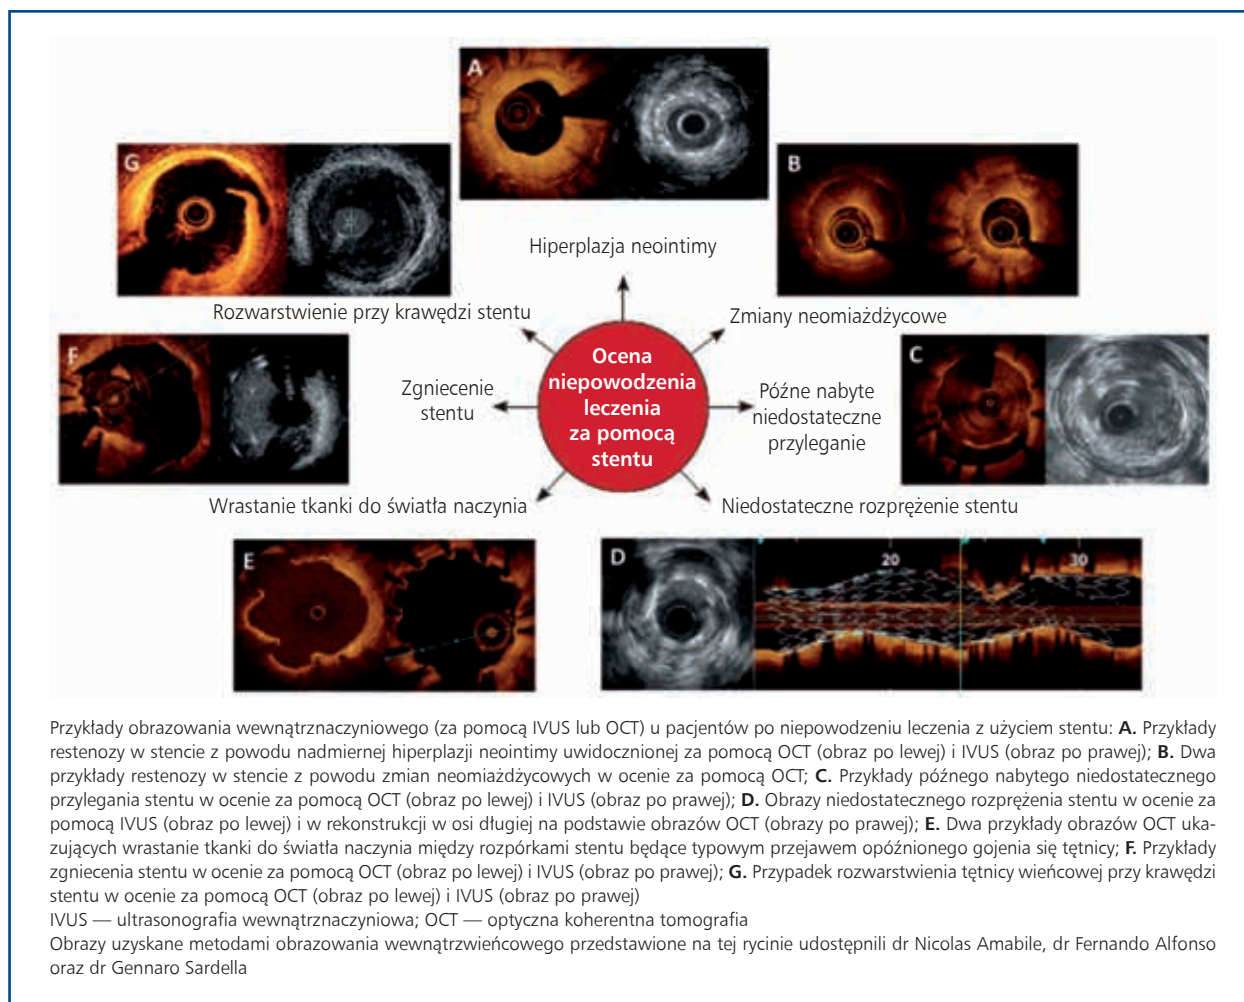 A
G
B
Hiperplazja neointimy
Rozwarstwienie przy krawędzi stentu
Zmiany neomiażdżycowe
F
C
Ocena
niepowodzenia
leczenia
za pomocą
stentu
Zgniecenie
stentu
Późne nabyte
niedostateczne
przyleganie
Wrastanie tkanki do światła naczynia
Niedostateczne rozprężenie stentu
E
D
20
30
Przykłady obrazowania wewnątrznaczyniowego (za pomocą IVUS lub OCT) u pacjentów po niepowodzeniu leczenia z użyciem stentu: A. Przykłady
restenozy w stencie z powodu nadmiernej hiperplazji neointimy uwidocznionej za pomocą OCT (obraz po lewej) i IVUS (obraz po prawej); B. Dwa
przykłady restenozy w stencie z powodu zmian neomiażdżycowych w ocenie za pomocą OCT; C. Przykłady późnego nabytego niedostatecznego
przylegania stentu w ocenie za pomocą OCT (obraz po lewej) i IVUS (obraz po prawej); D. Obrazy niedostatecznego rozprężenia stentu w ocenie za
pomocą IVUS (obraz po lewej) i w rekonstrukcji w osi długiej na podstawie obrazów OCT (obrazy po prawej); E. Dwa przykłady obrazów OCT uka-
zujących wrastanie tkanki do światła naczynia między rozpórkami stentu będące typowym przejawem opóźnionego gojenia się tętnicy; F. Przykłady
zgniecenia stentu w ocenie za pomocą OCT (obraz po lewej) i IVUS (obraz po prawej); G. Przypadek rozwarstwienia tętnicy wieńcowej przy krawędzi
stentu w ocenie za pomocą OCT (obraz po lewej) i IVUS (obraz po prawej)
IVUS — ultrasonografia wewnątrznaczyniowa; OCT — optyczna koherentna tomografia
Obrazy uzyskane metodami obrazowania wewnątrzwieńcowego przedstawione na tej rycinie udostępnili dr Nicolas Amabile, dr Fernando Alfonso
oraz dr Gennaro Sardella